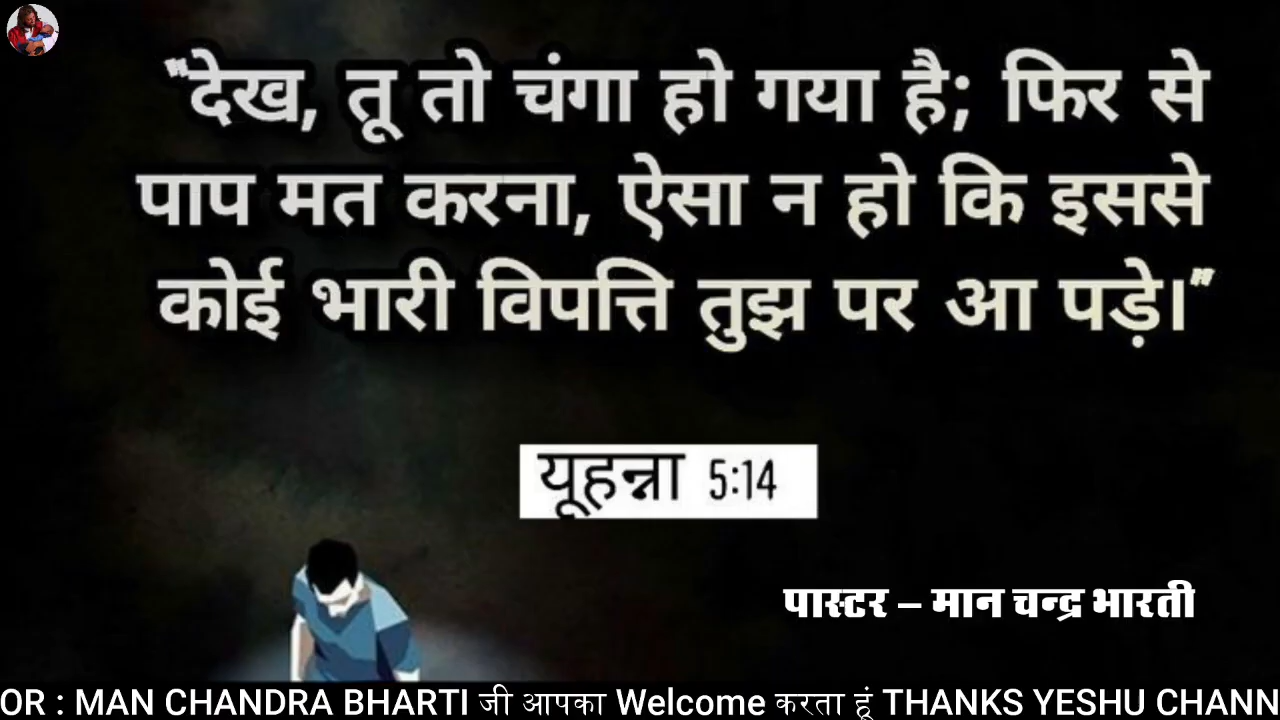 "देख, तू तो चंगा हो गया है; फिर से
पाप मत करना, ऐसा न हो कि इससे
कोई भारी विपत्ति तुझ पर आ पड़े।"
यूहन्ना 5:14
पास्टर – मान चन्द्र भारती
OR : MAN CHANDRA BHARTI जी आपका Welcome करता हूं THANKS YESHU CHANN